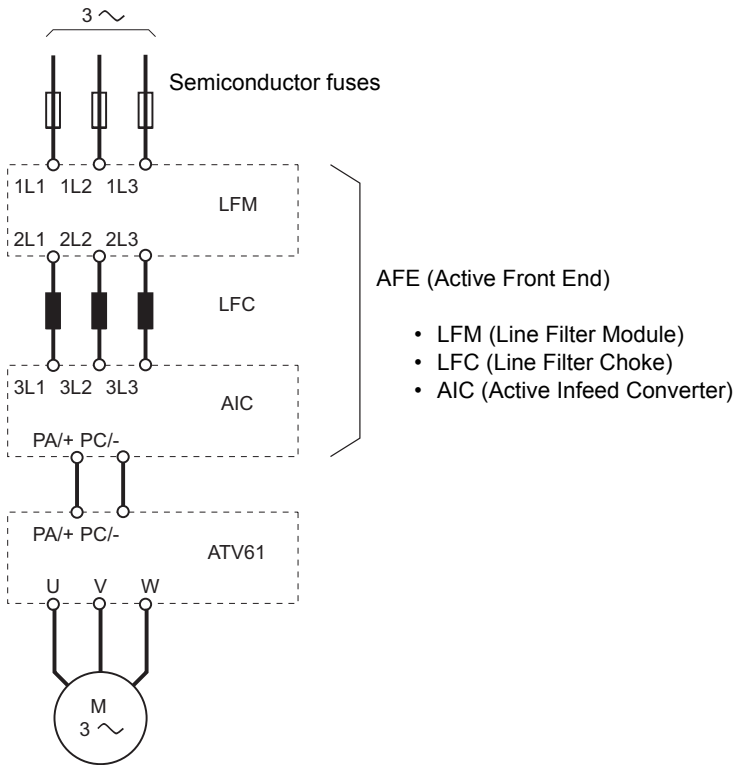 3 ~
Semiconductor fuses
1L1 1L2 1L3
LFM
2L1 2L2 2L3
LFC
AFE (Active Front End)
• LFM (Line Filter Module)
• LFC (Line Filter Choke)
• AIC (Active Infeed Converter)
3L1 3L2 3L3
AIC
PA/+ PC/-
PA/+ PC/-
ATV61
U V W
M
3 ~